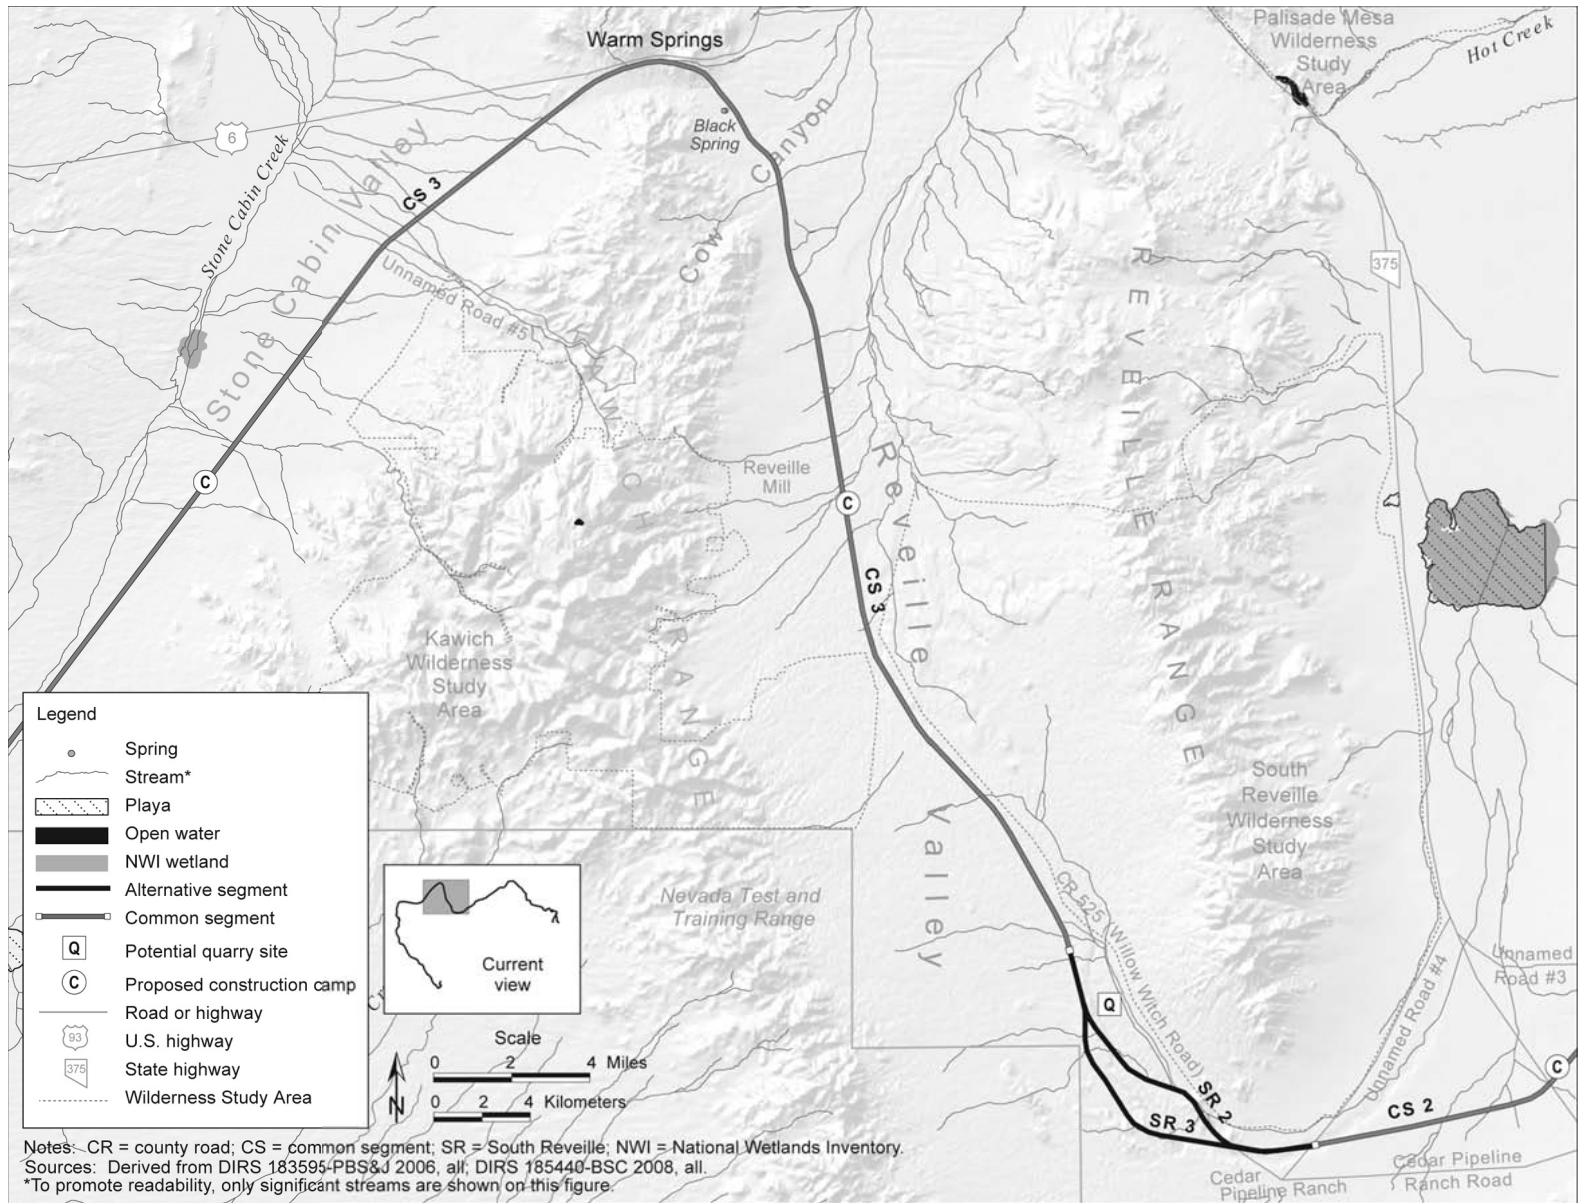 Warm Springs
Palisade Mesa
Wilderness
Study
Area
Hot Creek
6
Stone Cabin Creek
Stone Cabin Valley
CS 3
Black
Spring
Cow Canyon
Unnamed Road #5
375
REVEILLE RANGE
Reveille
Mill
C
C
Reveille Valley
CS 3
KAWICH RANGE
Kawich
Wilderness
Study
Area
South
Reveille
Wilderness
Study
Area
Nevada Test and
Training Range
CR 525 (Willow Witch Road)
Q
Unnamed
Road #3
Unnamed Road #4
C
SR 2
SR 3
CS 2
Cedar
Pipeline Ranch
Cedar Pipeline
Ranch Road
Legend
Spring
Stream*
Playa
Open water
NWI wetland
Alternative segment
Common segment
Q Potential quarry site
C Proposed construction camp
Road or highway
93 U.S. highway
375 State highway
Wilderness Study Area
Current
view
Scale
0 2 4 Miles
0 2 4 Kilometers
N
Notes: CR = county road; CS = common segment; SR = South Reveille; NWI = National Wetlands Inventory.
Sources: Derived from DIRS 183595-PBS&J 2006, all; DIRS 185440-BSC 2008, all.
*To promote readability, only significant streams are shown on this figure.